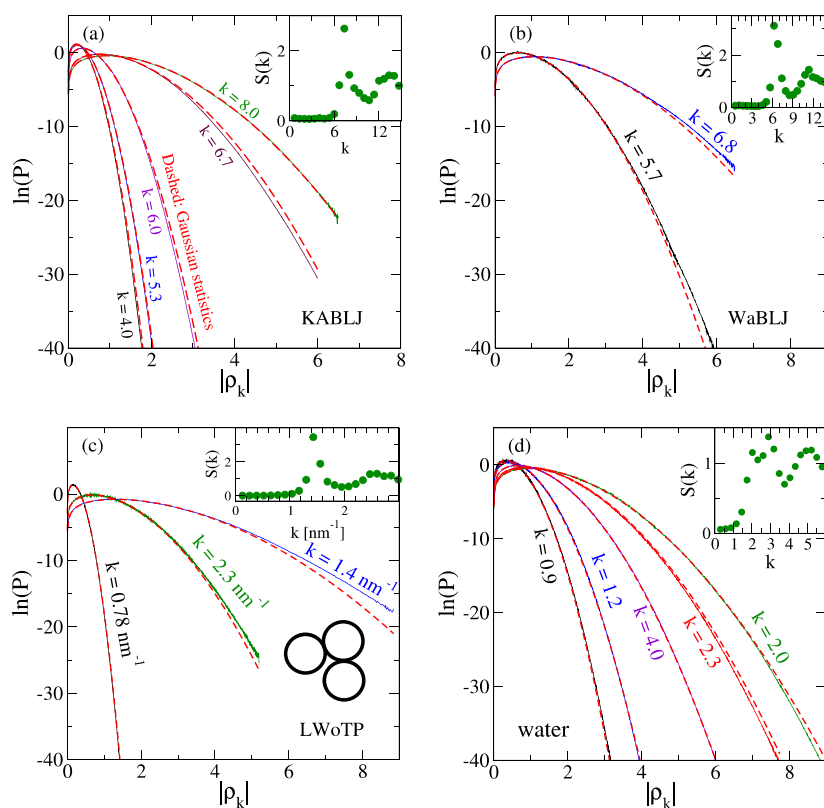 (a)
S(k)
2
0
0
4
8
12
k
0
-10
-20
-30
-40
ln(P)
k = 8.0
k = 6.7
Dashed: Gaussian statistics
k = 6.0
k = 5.3
k = 4.0
KABLJ
0
2
4
6
8
|ρk|
(b)
S(k)
2
0
0
3
6
9
12
k
0
-10
-20
-30
-40
ln(P)
k = 6.8
k = 5.7
WaBLJ
0
2
4
6
8
|ρk|
(c)
S(k)
2
0
0
2
k [nm⁻¹]
10
0
-10
-20
-30
-40
ln(P)
k = 1.4 nm⁻¹
k = 2.3 nm⁻¹
k = 0.78 nm⁻¹
LWoTP
0
2
4
6
8
|ρk|
(d)
S(k)
1
0
0
1
2
3
4
5
k
0
-10
-20
-30
-40
ln(P)
k = 0.9
k = 1.2
k = 4.0
k = 2.3
k = 2.0
water
0
2
4
6
8
|ρk|